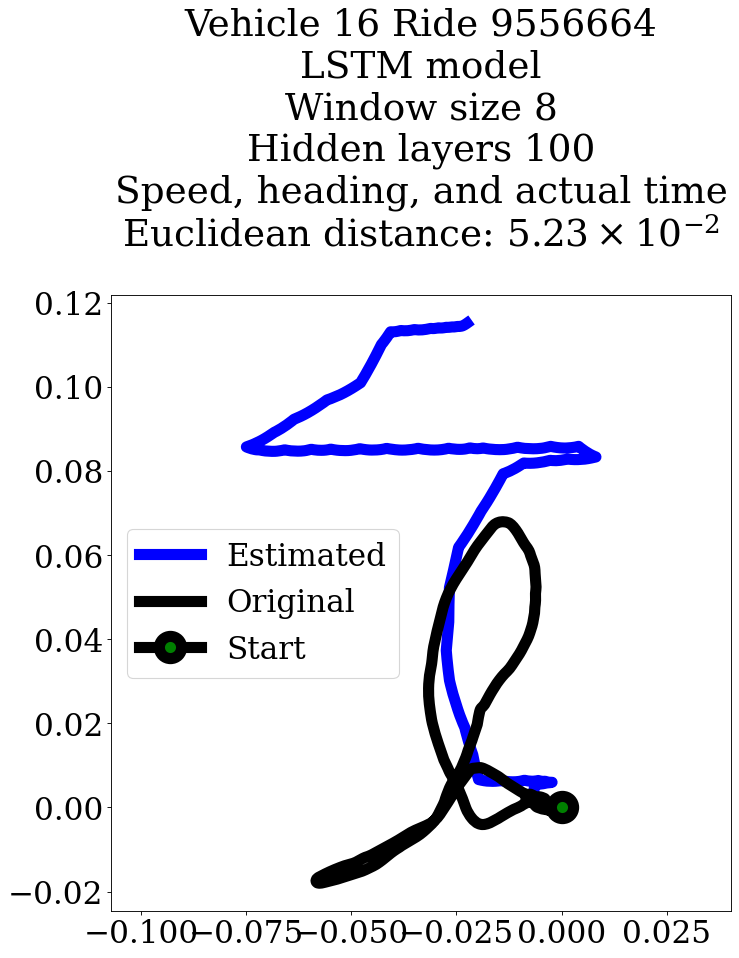 Vehicle 16 Ride 9556664
LSTM model
Window size 8
Hidden layers 100
Speed, heading, and actual time
Euclidean distance: 5.23 × 10⁻²
0.12
0.10
0.08
0.06
0.04
0.02
0.00
−0.02
Estimated
Original
Start
−0.100 −0.075 −0.050 −0.025 0.000 0.025